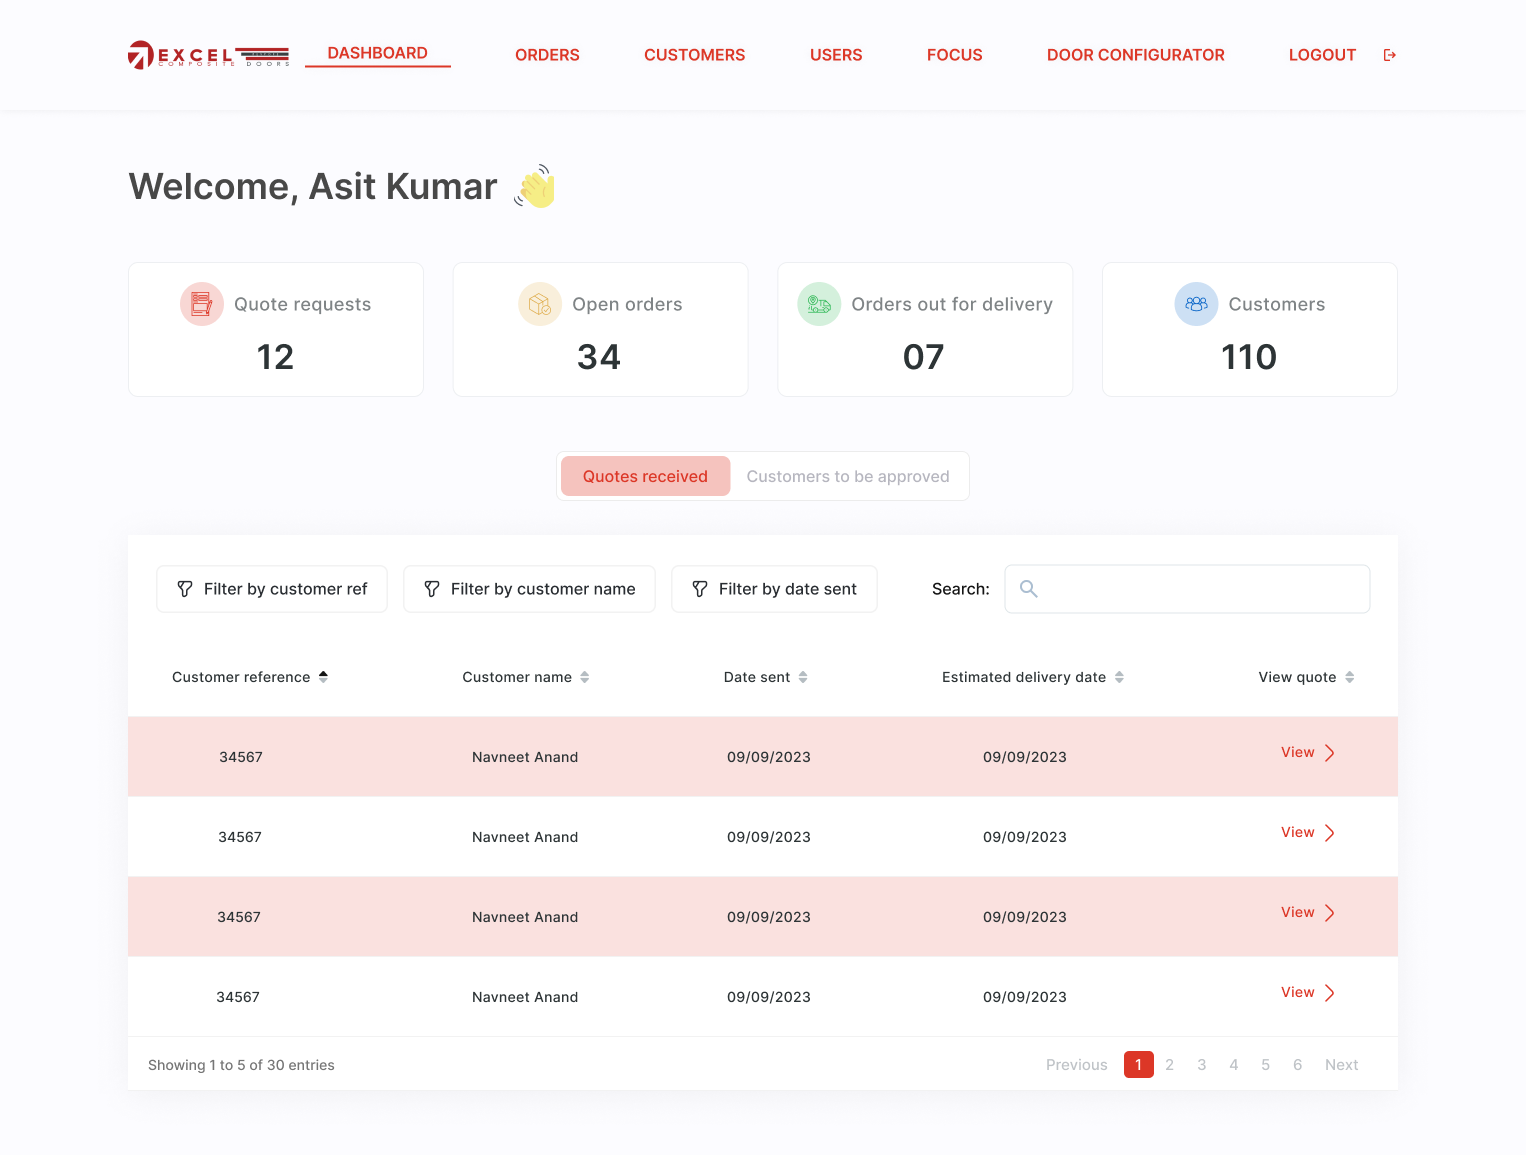 EXCEL
COMPOSITE DOORS
DASHBOARD
ORDERS
CUSTOMERS
USERS
FOCUS
DOOR CONFIGURATOR
LOGOUT
Welcome, Asit Kumar
Quote requests
12
Open orders
34
Orders out for delivery
07
Customers
110
Quotes received
Customers to be approved
Filter by customer ref
Filter by customer name
Filter by date sent
Search:
Customer reference
Customer name
Date sent
Estimated delivery date
View quote
34567
Navneet Anand
09/09/2023
09/09/2023
View
34567
Navneet Anand
09/09/2023
09/09/2023
View
34567
Navneet Anand
09/09/2023
09/09/2023
View
34567
Navneet Anand
09/09/2023
09/09/2023
View
Showing 1 to 5 of 30 entries
Previous 1 2 3 4 5 6 Next